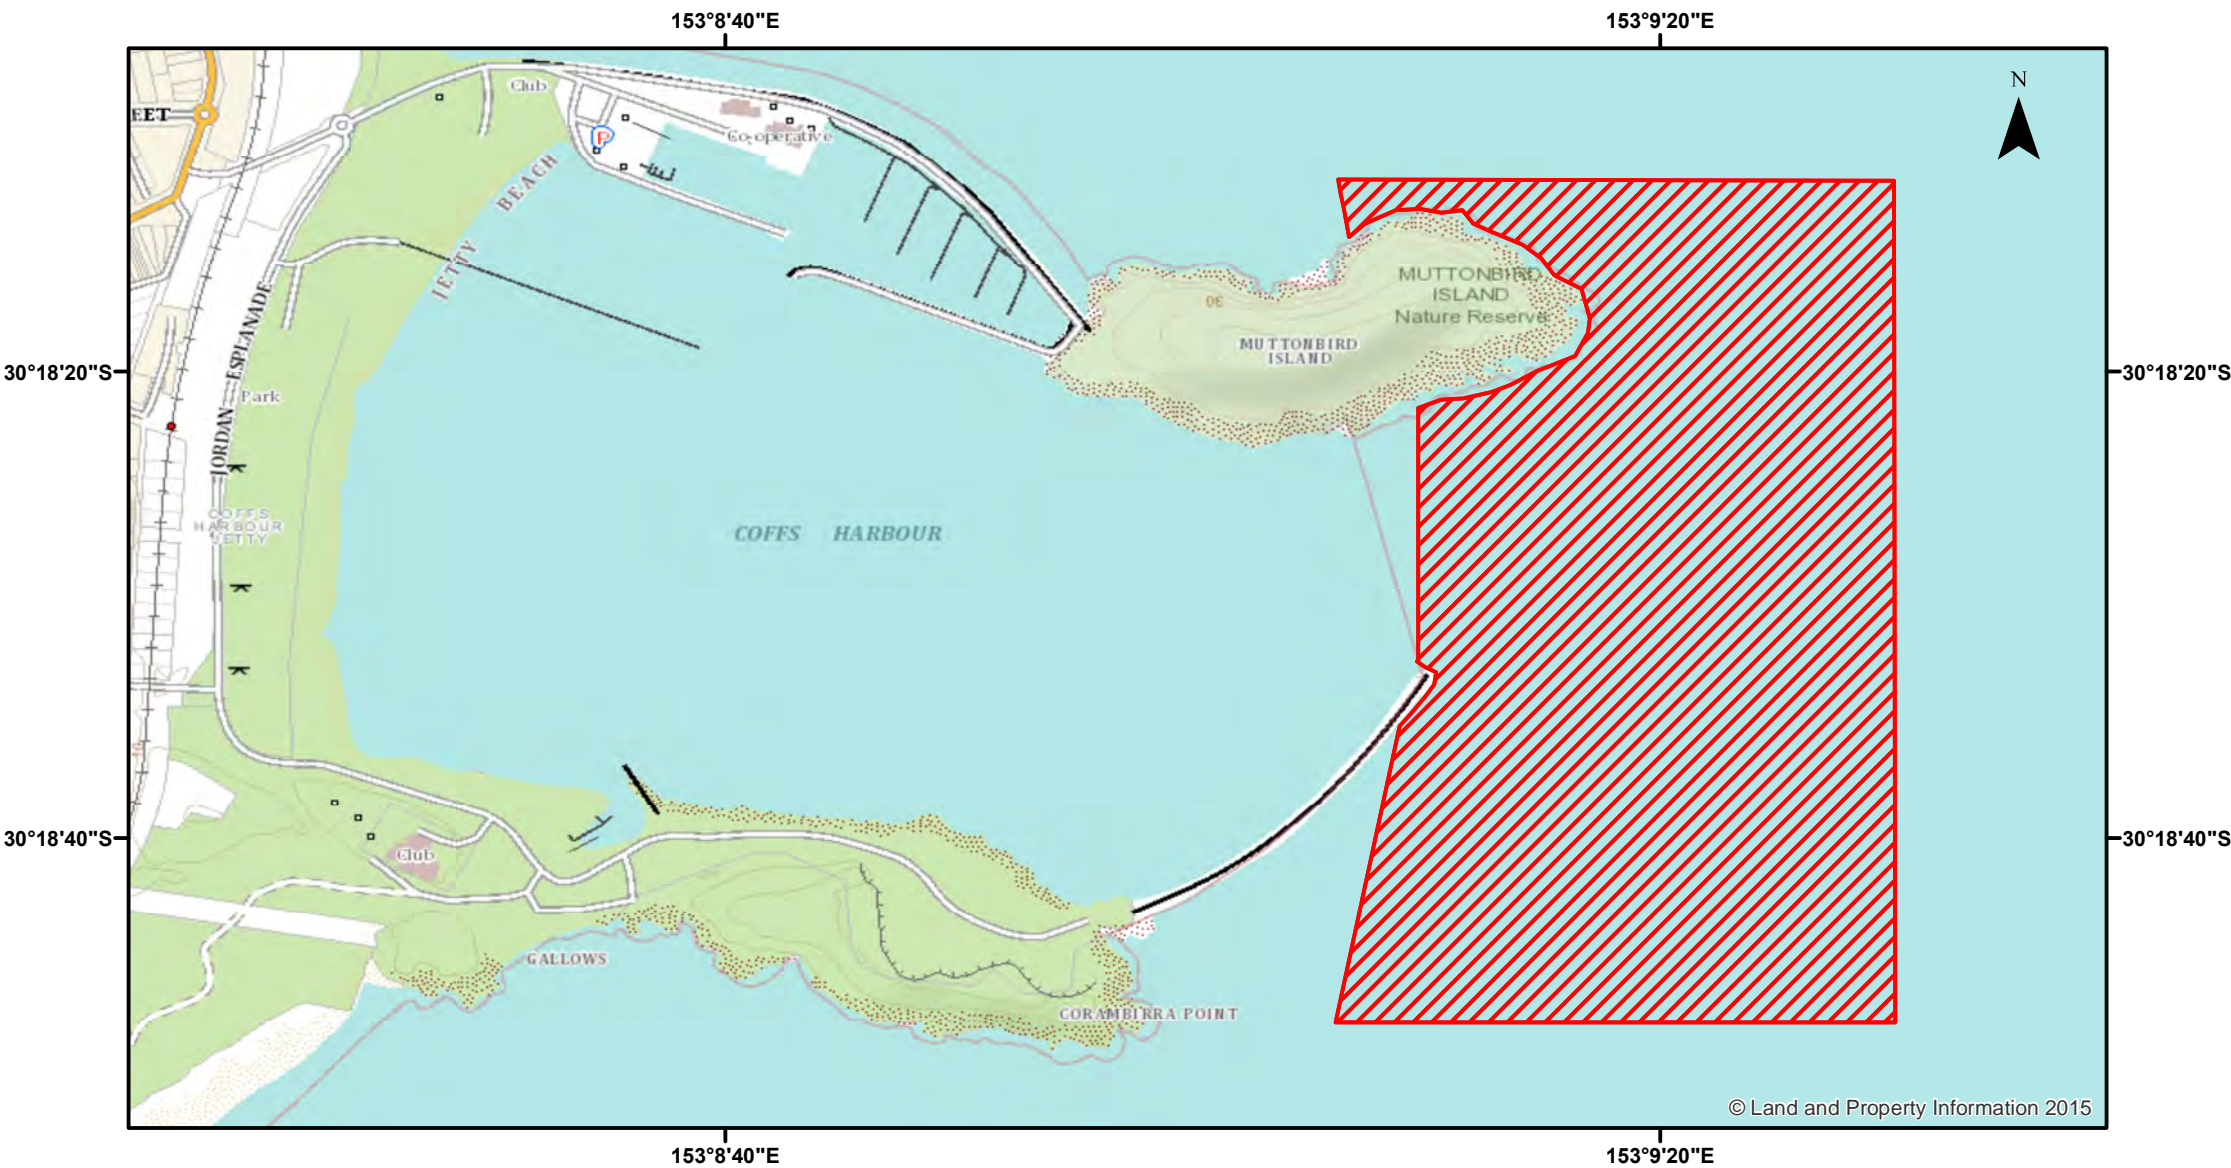 153°8'40"E
153°9'20"E
N
Club
EET
P
Co-operative
JETTY BEACH
MUTTONBIRD
ISLAND
Nature Reserve
30
MUTTONBIRD
ISLAND
30°18'20"S
30°18'20"S
JORDAN ESPLANADE
Park
COFFS
HARBOUR
JETTY
COFFS HARBOUR
30°18'40"S
30°18'40"S
Club
GALLOWS
CORAMBIRRA POINT
© Land and Property Information 2015
153°8'40"E
153°9'20"E